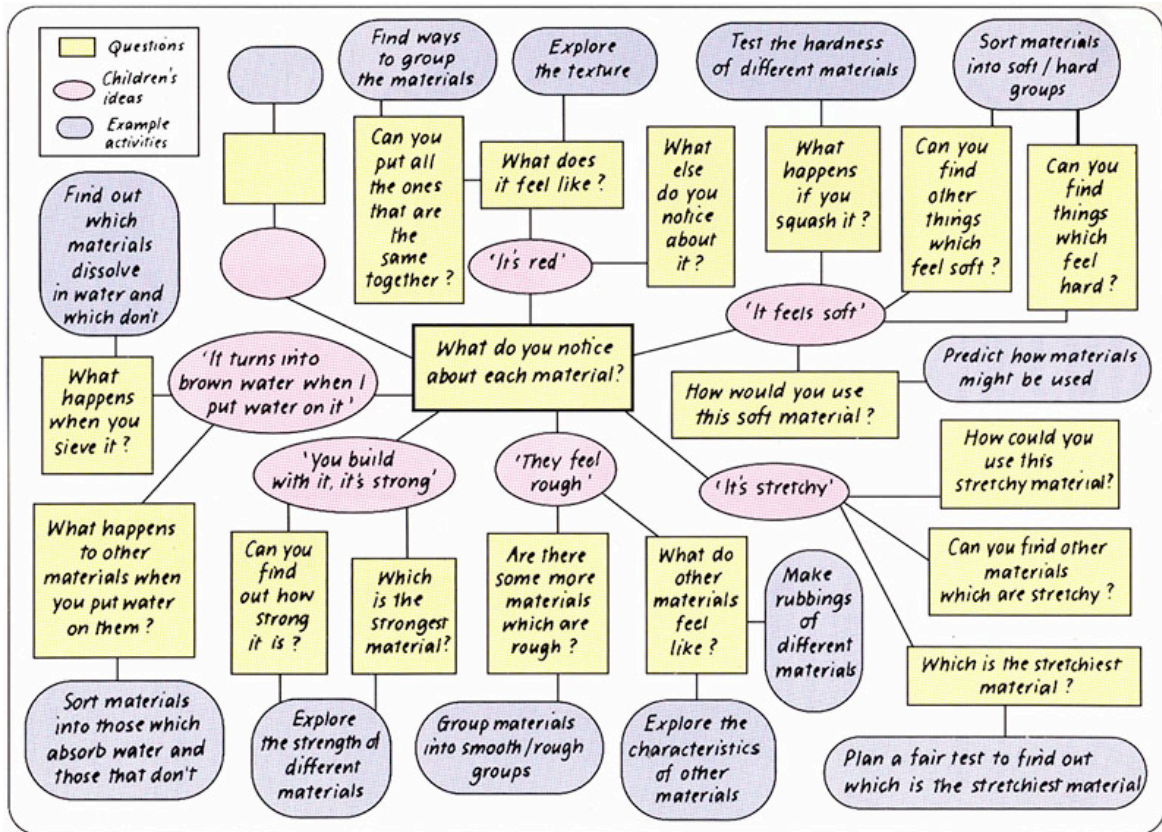 Questions
Children's
ideas
Example
activities
Find ways
to group
the materials
Explore
the texture
Test the hardness
of different materials
Sort materials
into soft / hard
groups
Can you
put all
the ones
that are
the
same
together ?
What does
it feel like ?
What
else
do you
notice
about
it ?
What
happens
if you
squash it ?
Can you
find
other
things
which
feel soft ?
Can you
find
things
which
feel
hard ?
Find out
which
materials
dissolve
in water and
which don't
'It's red'
'It feels soft'
What do you notice
about each material?
'It turns into
brown water when I
put water on it'
What
happens
when you
sieve it ?
Predict how materials
might be used
How would you use
this soft material ?
'You build
with it, it's strong'
'They feel
rough'
'It's stretchy'
How could you
use this
stretchy material?
What happens
to other
materials when
you put water
on them ?
Can you
find
out how
strong
it is ?
Which
is the
strongest
material?
Are there
some more
materials
which are
rough ?
What do
other
materials
feel
like ?
Make
rubbings
of
different
materials
Can you find other
materials
which are stretchy ?
Which is the stretchiest
material ?
Sort materials
into those which
absorb water and
those that don't
Explore
the strength of
different
materials
Group materials
into smooth/rough
groups
Explore the
characteristics
of other
materials
Plan a fair test to find out
which is the stretchiest material